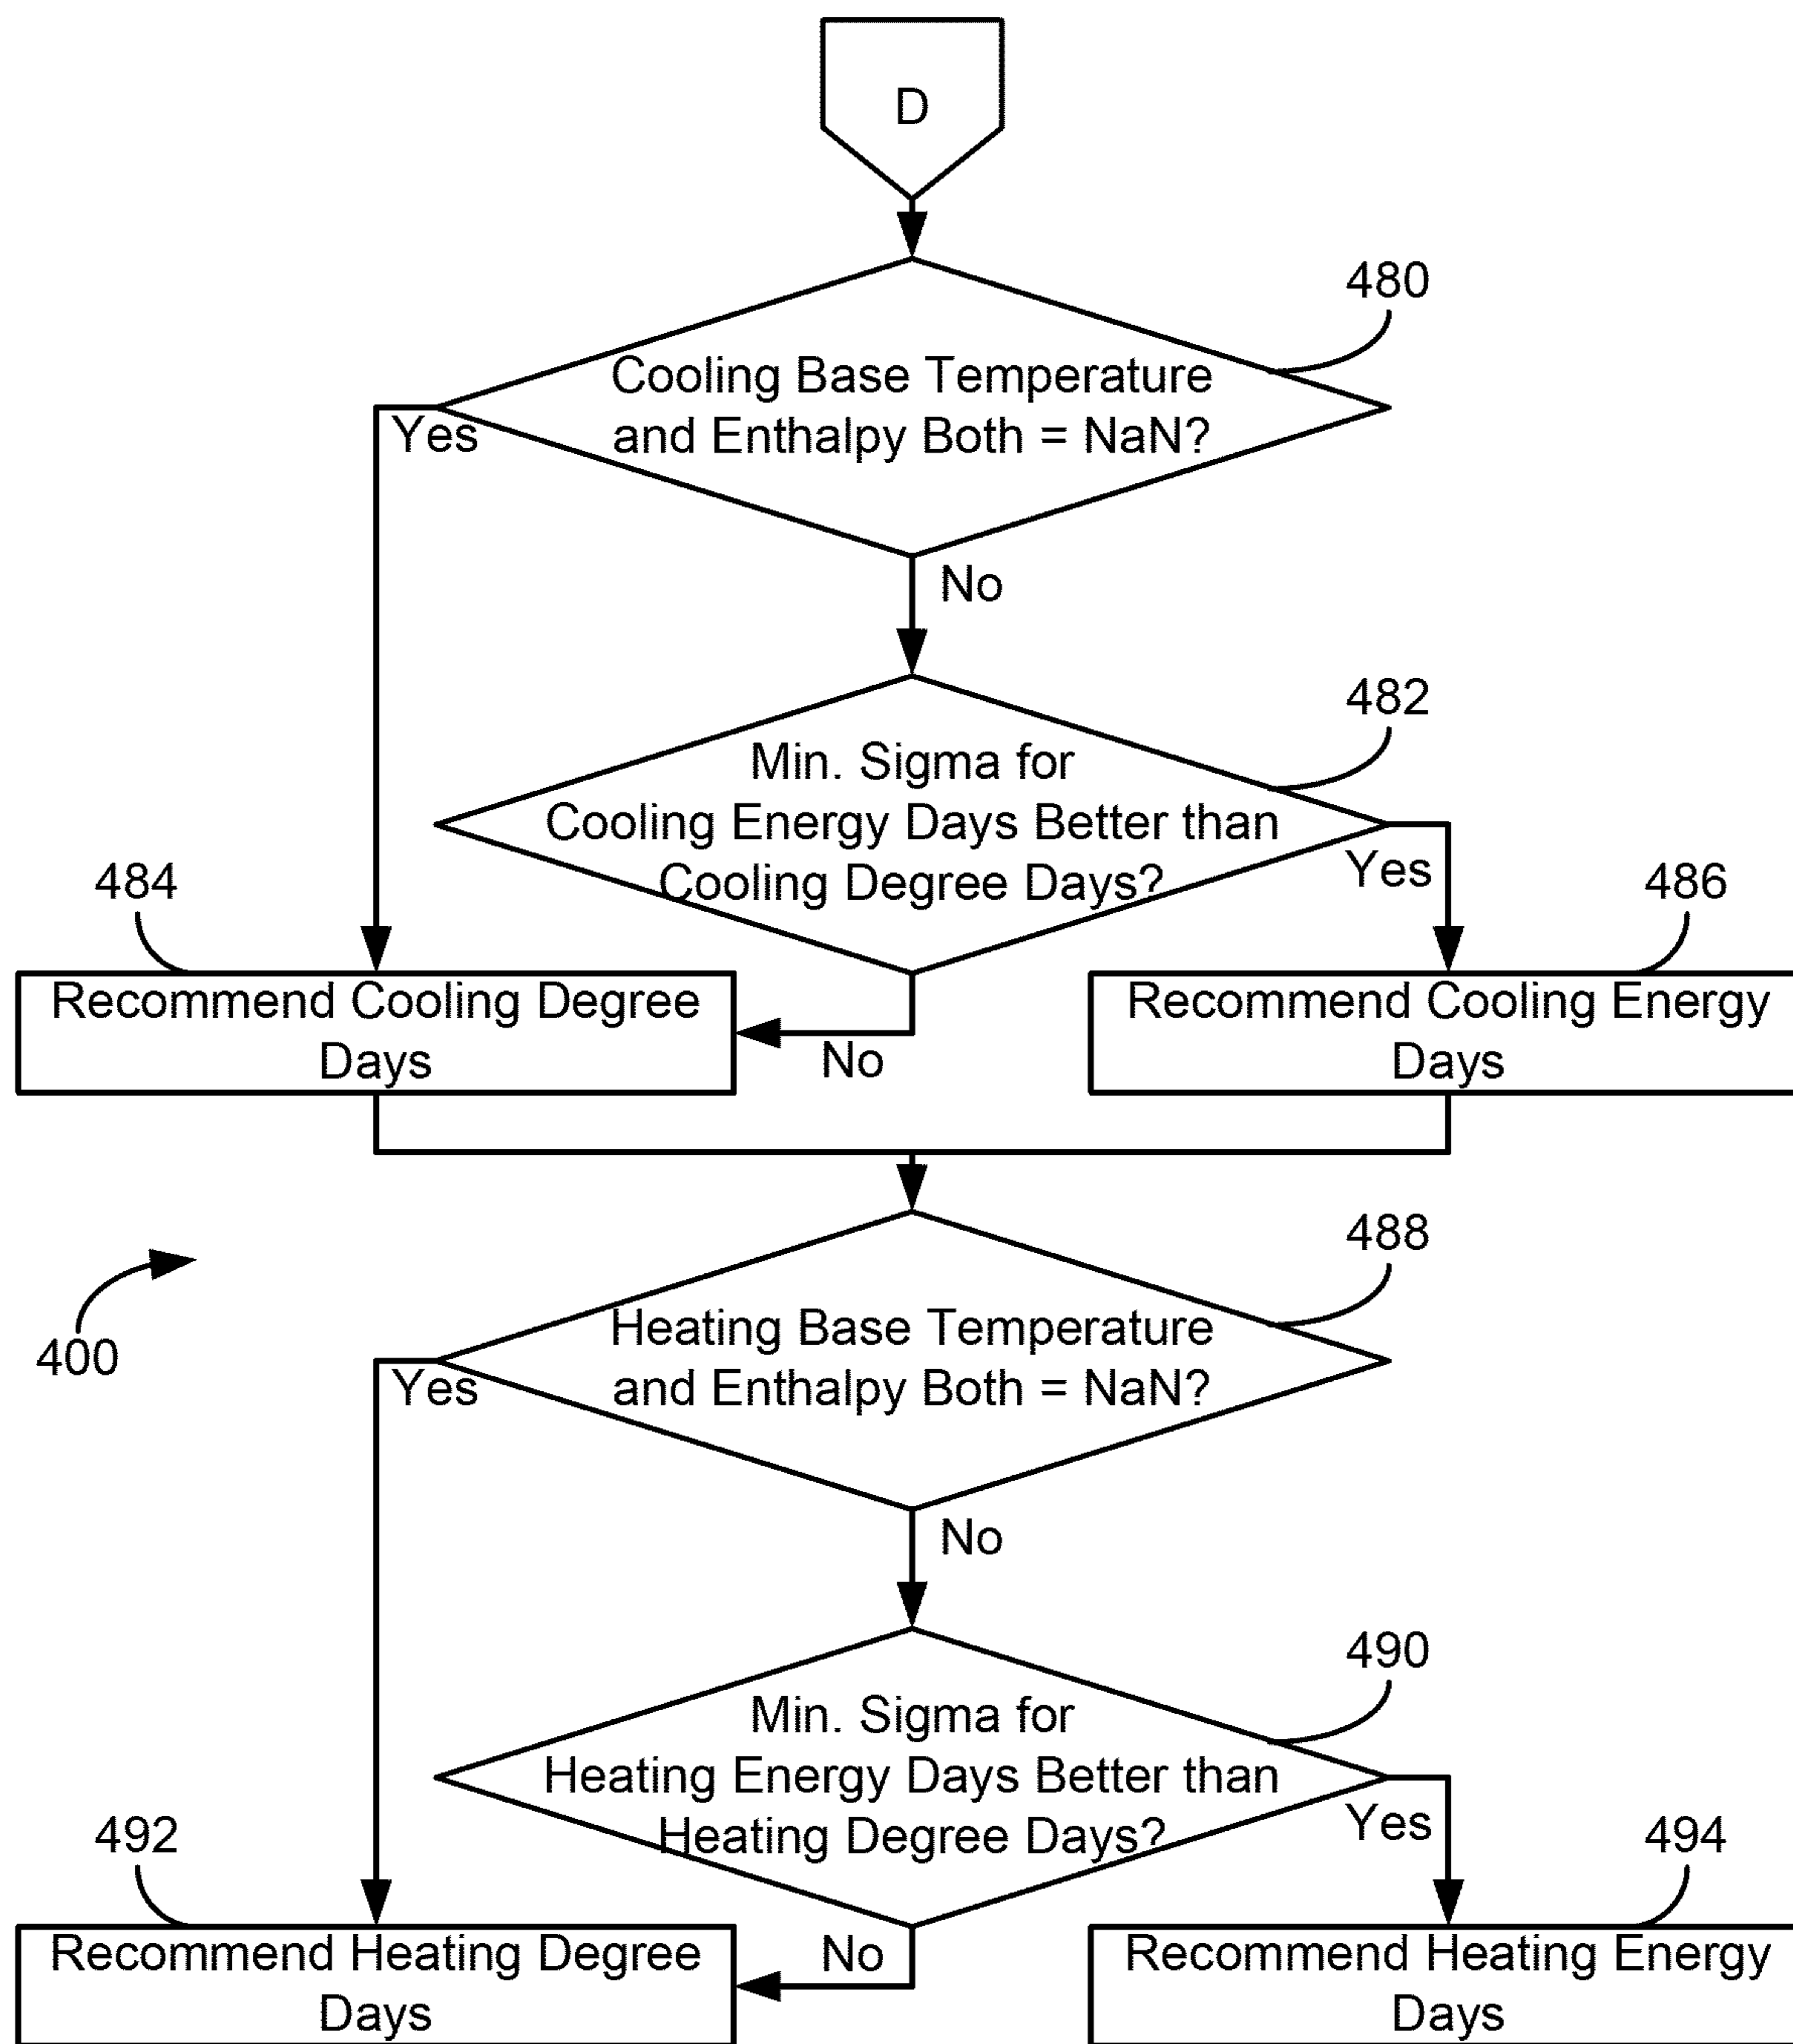 D
480
Cooling Base Temperature
and Enthalpy Both = NaN?
Yes
No
482
Min. Sigma for
Cooling Energy Days Better than
Cooling Degree Days?
Yes
484
486
Recommend Cooling Degree
Days
No
Recommend Cooling Energy
Days
488
400
Heating Base Temperature
and Enthalpy Both = NaN?
Yes
No
490
Min. Sigma for
Heating Energy Days Better than
Heating Degree Days?
Yes
492
494
Recommend Heating Degree
Days
No
Recommend Heating Energy
Days